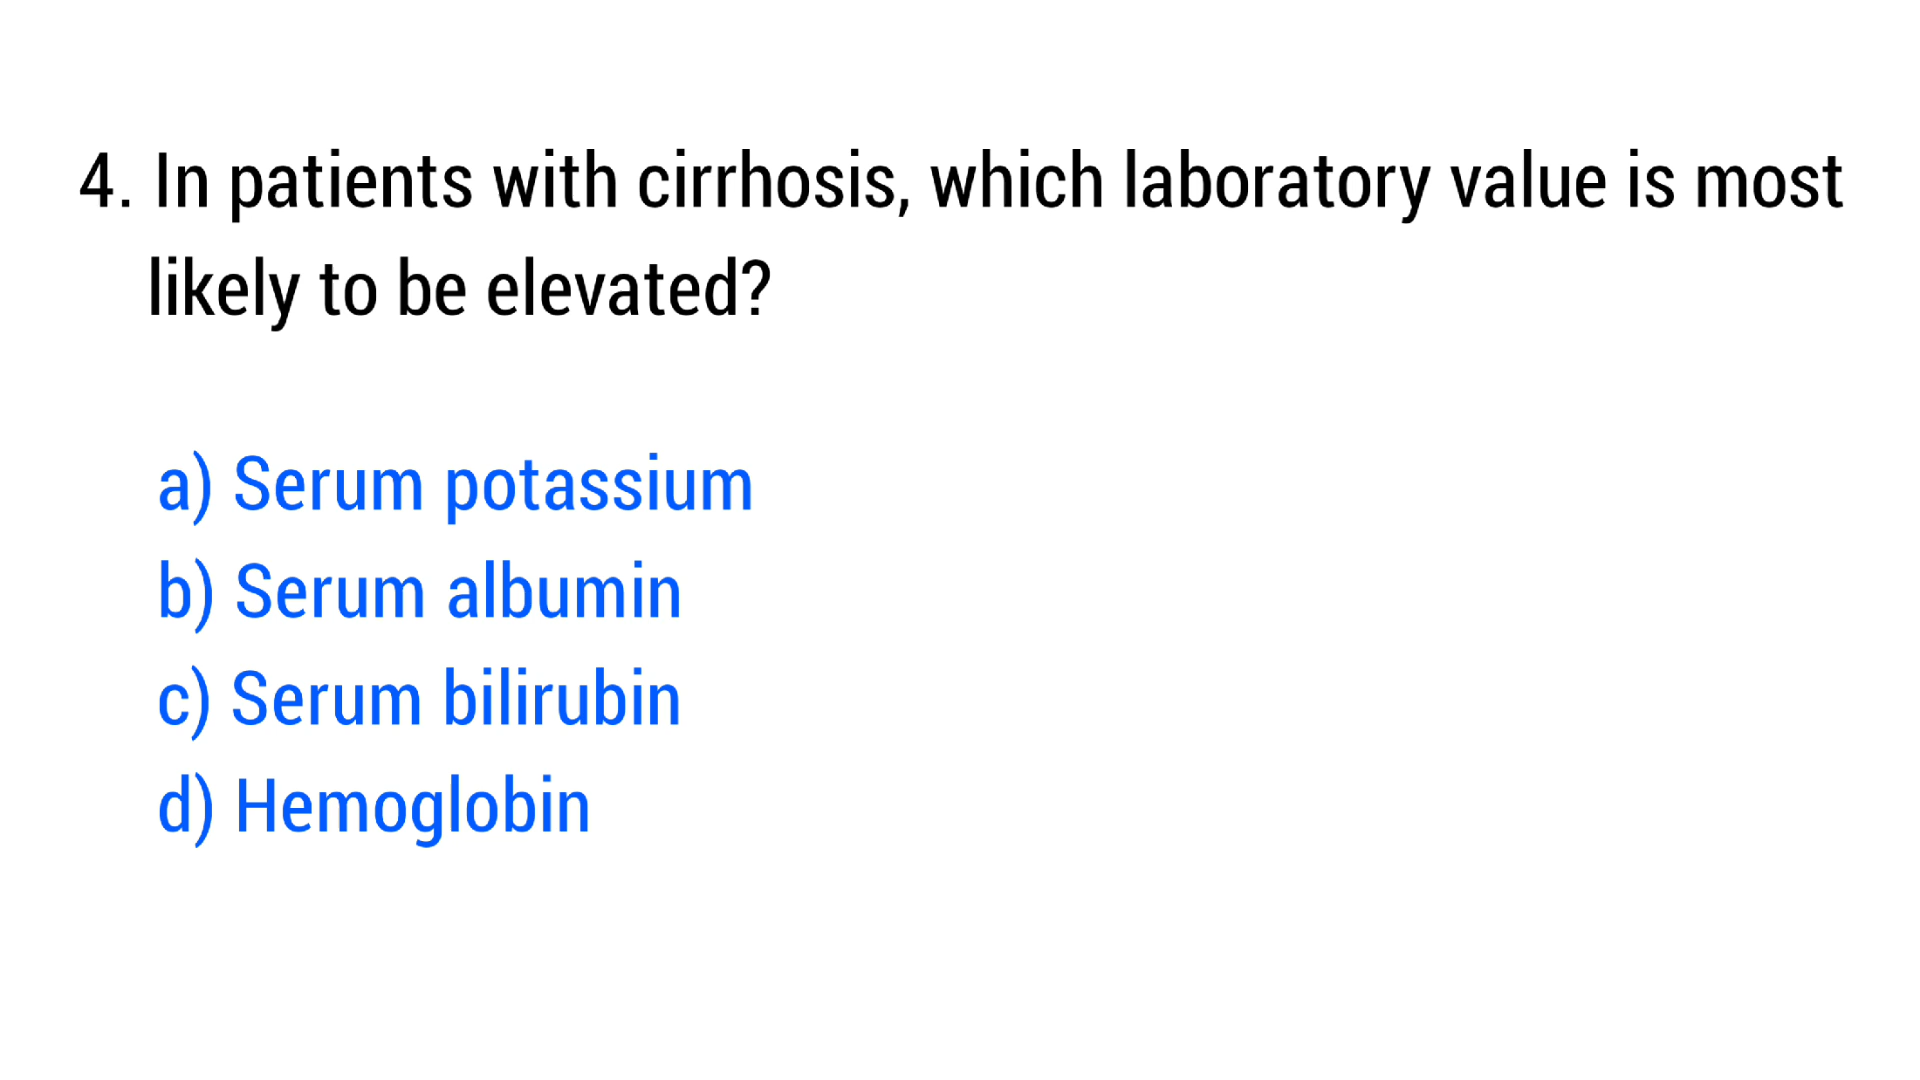 4. In patients with cirrhosis, which laboratory value is most
likely to be elevated?
a) Serum potassium
b) Serum albumin
c) Serum bilirubin
d) Hemoglobin